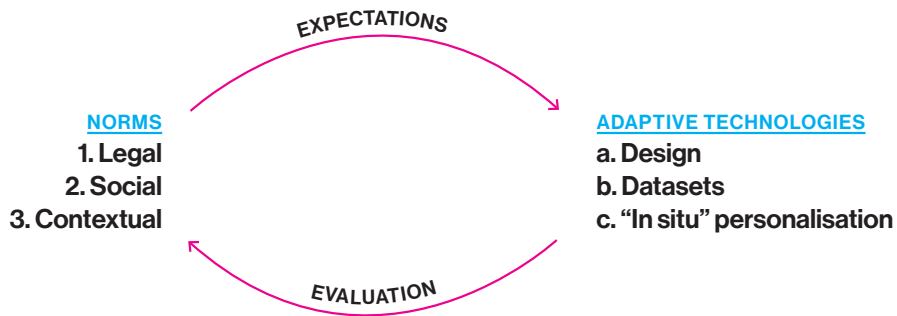 EXPECTATIONS
NORMS
1. Legal
2. Social
3. Contextual
ADAPTIVE TECHNOLOGIES
a. Design
b. Datasets
c. “In situ” personalisation
EVALUATION